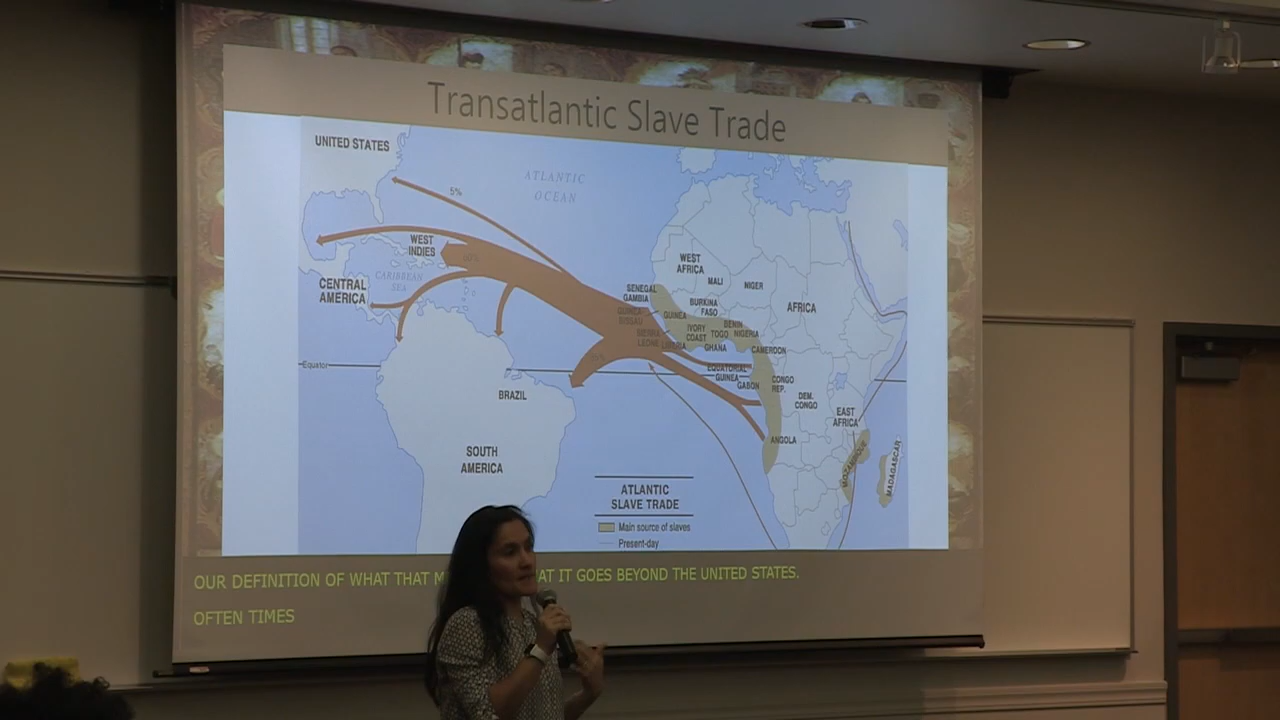 Transatlantic Slave Trade
UNITED STATES
ATLANTIC
OCEAN
5%
WEST
INDIES
60%
CARIBBEAN
SEA
CENTRAL
AMERICA
WEST
AFRICA
MALI
NIGER
AFRICA
SENEGAL
GAMBIA
GUINEA
BISSAU
GUINEA
BURKINA
FASO
SIERRA
LEONE
LIBERIA
IVORY
COAST
TOGO
BENIN
NIGERIA
GHANA
CAMEROON
EQUATORIAL
GUINEA
GABON
CONGO
REP.
DEM.
CONGO
EAST
AFRICA
Equator
BRAZIL
SOUTH
AMERICA
ANGOLA
MOZAMBIQUE
MADAGASCAR
ATLANTIC
SLAVE TRADE
Main source of slaves
Present-day
OUR DEFINITION OF WHAT THAT M AT IT GOES BEYOND THE UNITED STATES.
OFTEN TIMES